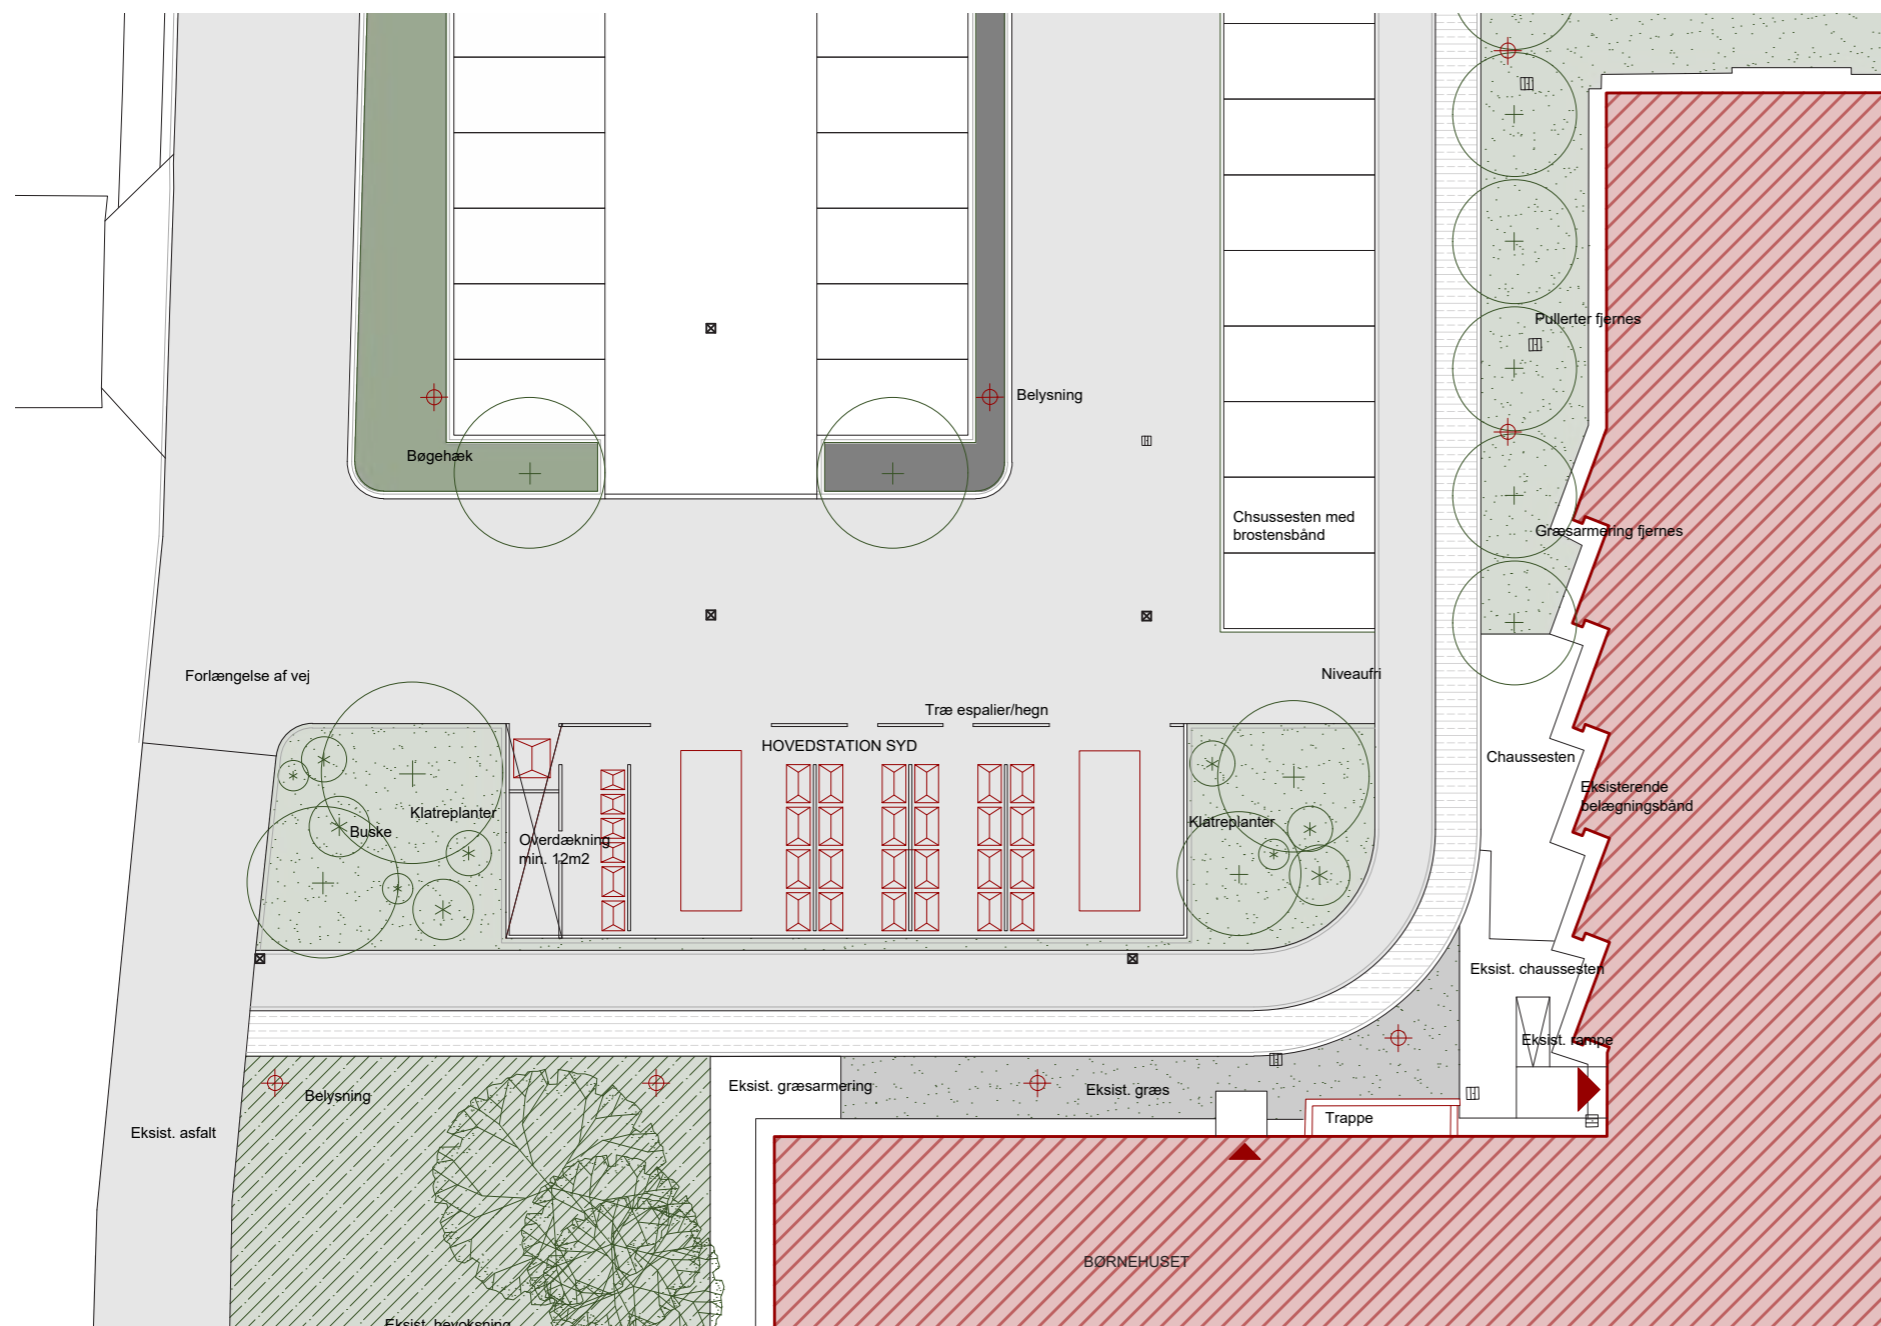 Pullerter fjernes
Belysning
Bøgehæk
Chsussesten med
brostensbånd
Græsarmering fjernes
Forlængelse af vej
Niveaufri
Træ espalier/hegn
HOVEDSTATION SYD
Chaussesten
Eksisterende
belægningsbånd
Klatreplanter
Buske
Overdækning
min. 12m2
Klatreplanter
Eksist. chaussesten
Eksist. rampe
Eksist. græsarmering
Eksist. græs
Belysning
Trappe
Eksist. asfalt
BØRNEHUSET
Eksist. bevoksning